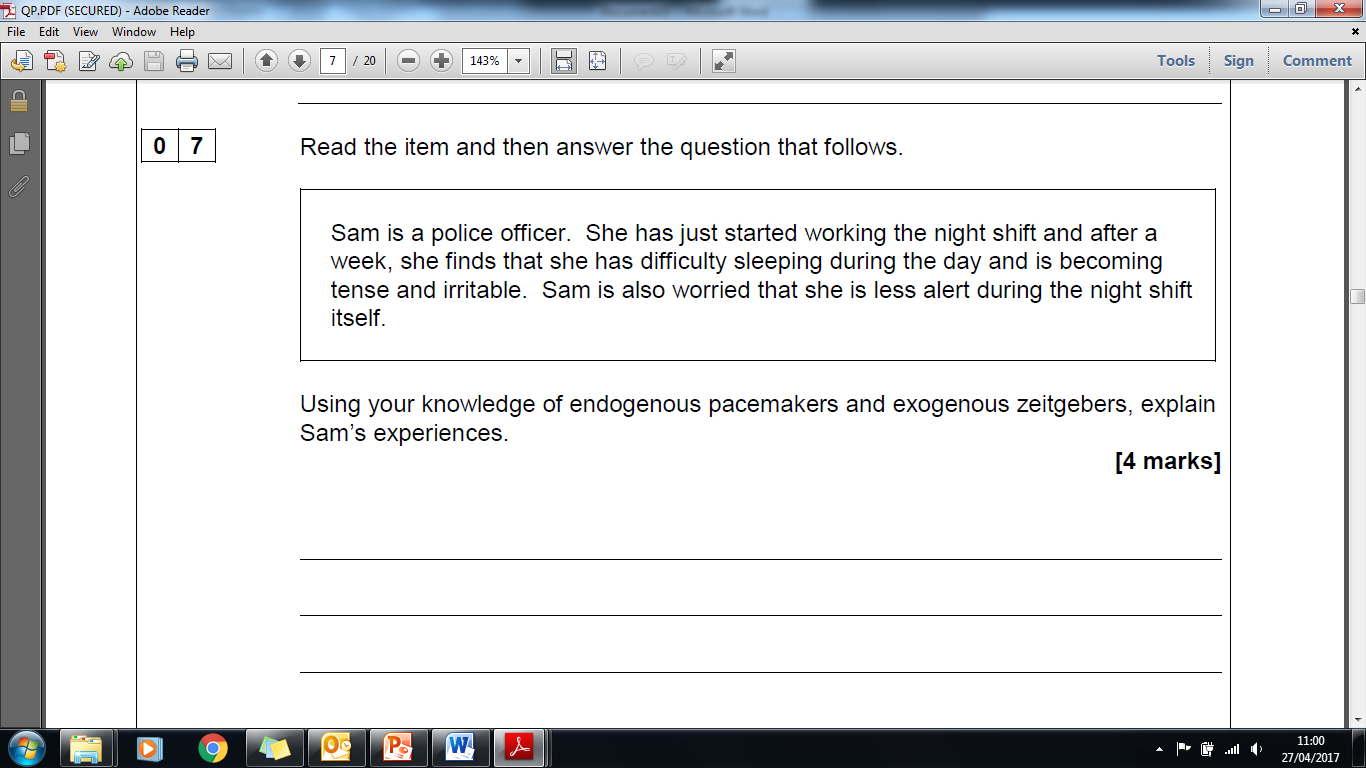 QP.PDF (SECURED) - Adobe Reader
File Edit View Window Help
7 / 20 143% Tools Sign Comment
0 7 Read the item and then answer the question that follows.
Sam is a police officer. She has just started working the night shift and after a
week, she finds that she has difficulty sleeping during the day and is becoming
tense and irritable. Sam is also worried that she is less alert during the night shift
itself.
Using your knowledge of endogenous pacemakers and exogenous zeitgebers, explain
Sam's experiences.
[4 marks]
11:00
27/04/2017